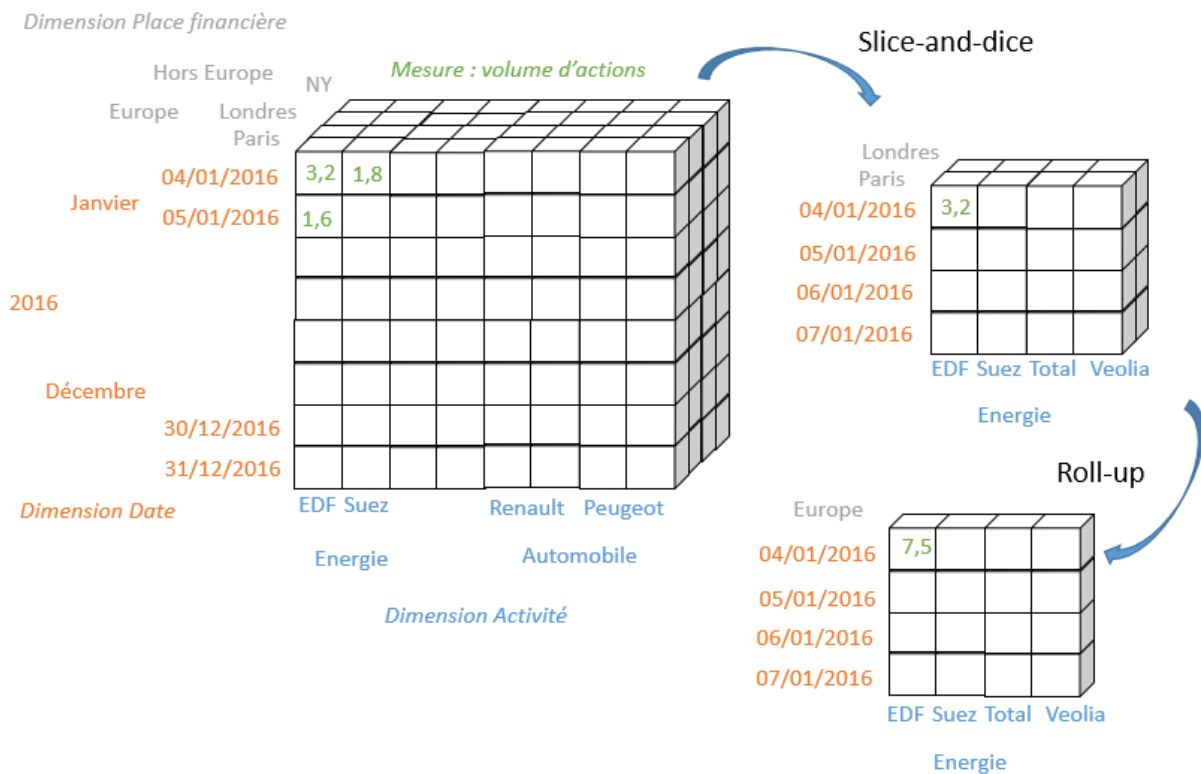 Dimension Place financière
Hors Europe
NY
Mesure : volume d'actions
Europe
Londres
Paris
04/01/2016
3,2
1,8
Janvier
05/01/2016
1,6
2016
Décembre
30/12/2016
31/12/2016
Dimension Date
EDF
Suez
Renault
Peugeot
Energie
Automobile
Dimension Activité
Slice-and-dice
Londres
Paris
04/01/2016
3,2
05/01/2016
06/01/2016
07/01/2016
EDF
Suez
Total
Veolia
Energie
Roll-up
Europe
04/01/2016
7,5
05/01/2016
06/01/2016
07/01/2016
EDF
Suez
Total
Veolia
Energie